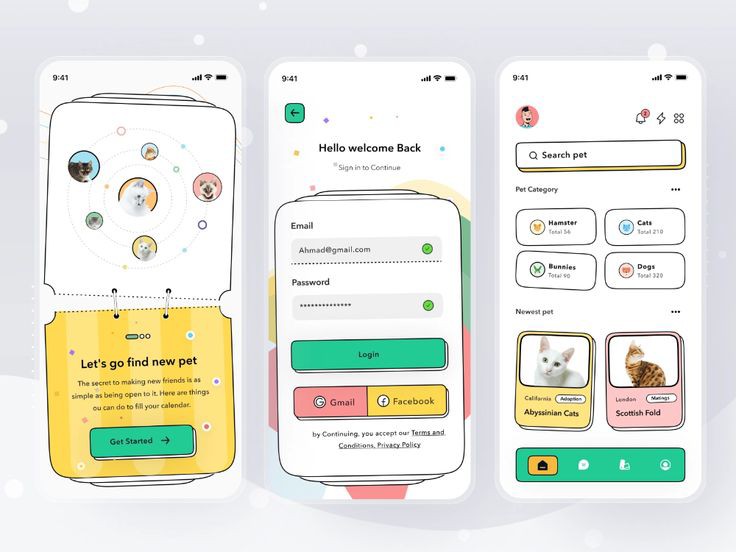 9:41
Let's go find new pet
The secret to making new friends is as
simple as being open to it. Here are things
ou can do to fill your calendar.
Get Started
9:41
Hello welcome Back
Sign in to Continue
Email
Ahmad@gmail.com
Password
***************
Login
Gmail
Facebook
by Continuing, you accept our Terms and
Conditions, Privacy Policy
9:41
2
Search pet
Pet Category
Hamster
Total 56
Cats
Total 210
Bunnies
Total 90
Dogs
Total 320
Newest pet
California
Adoption
Abyssinian Cats
London
Matings
Scottish Fold